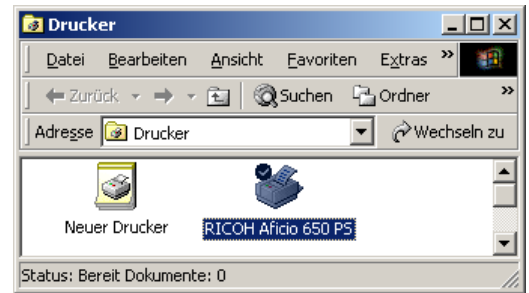 Drucker
Datei Bearbeiten Ansicht Favoriten Extras »
Zurück Suchen Ordner »
Adresse Drucker Wechseln zu
Neuer Drucker RICOH Aficio 650 PS
Status: Bereit Dokumente: 0